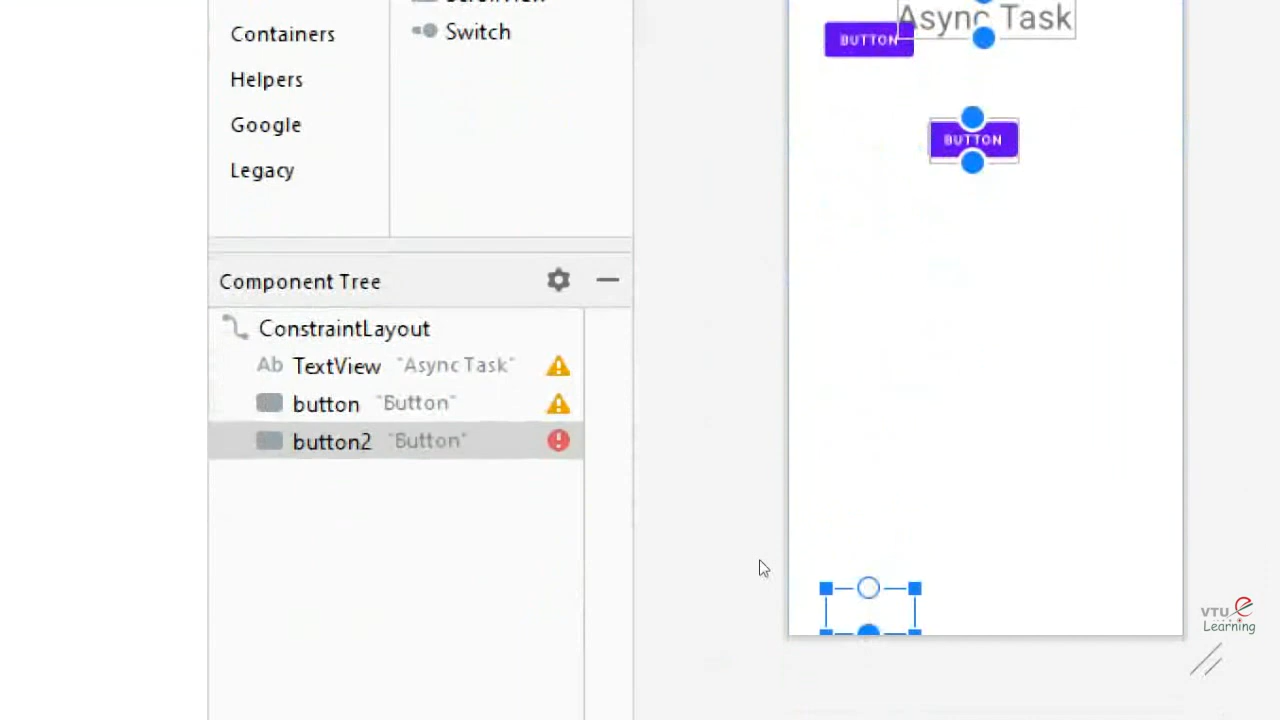 Containers
Switch
Helpers
Google
Legacy
Async Task
BUTTON
BUTTON
Component Tree
ConstraintLayout
Ab TextView "Async Task"
button "Button"
button2 "Button"
VTU e
Learning